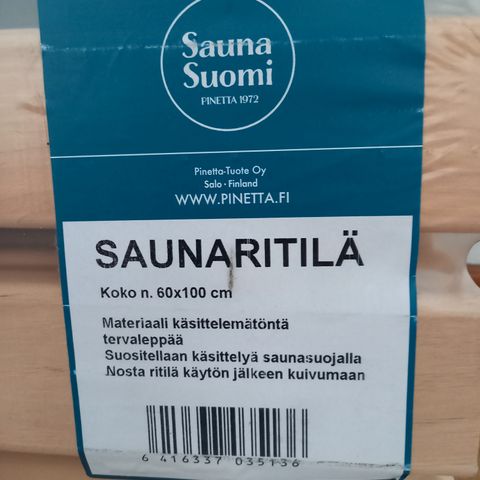 Sauna
Suomi
PINETTA 1972
Pinetta-Tuote Oy
Salo · Finland
WWW.PINETTA.FI
SAUNARITILÄ
Koko n. 60x100 cm
Materiaali käsittelemätöntä
tervaleppää
Suositellaan käsittelyä saunasuojalla
Nosta ritilä käytön jälkeen kuivumaan
6 416337 035136